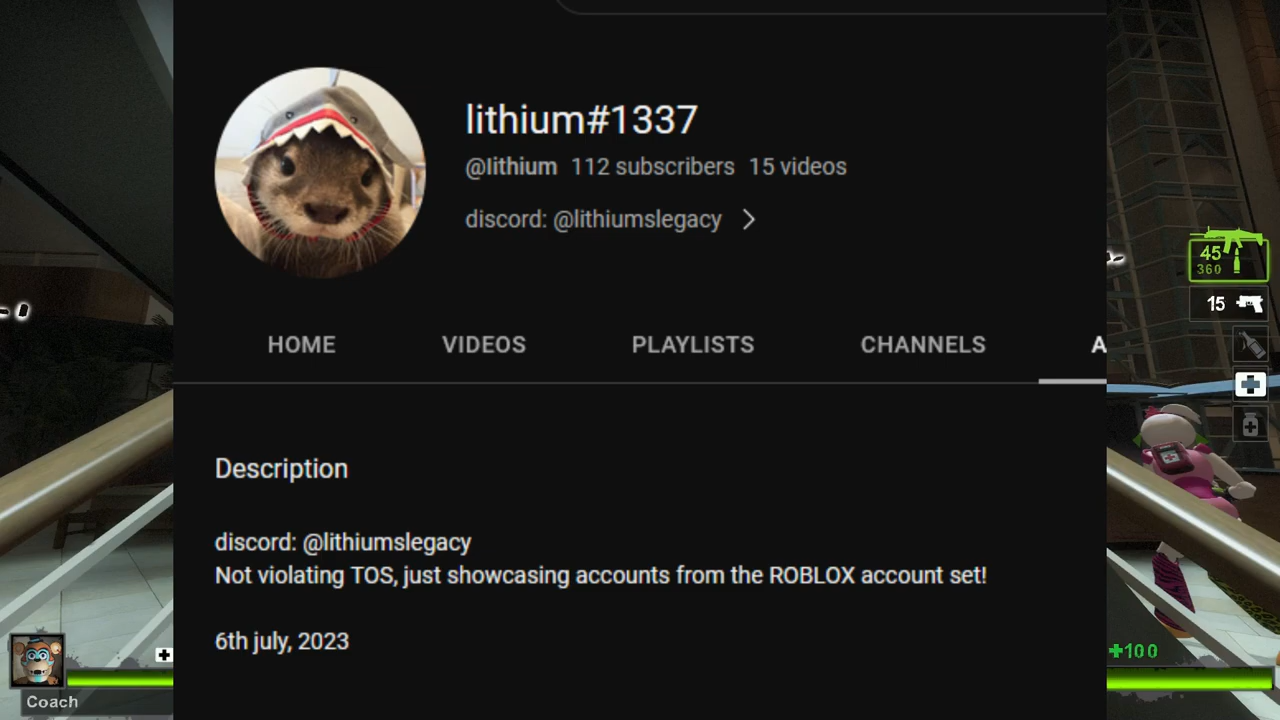 lithium#1337
@lithium 112 subscribers 15 videos
discord: @lithiumslegacy
HOME VIDEOS PLAYLISTS CHANNELS A
Description
discord: @lithiumslegacy
Not violating TOS, just showcasing accounts from the ROBLOX account set!
6th july, 2023
45
360
15
+100
Coach